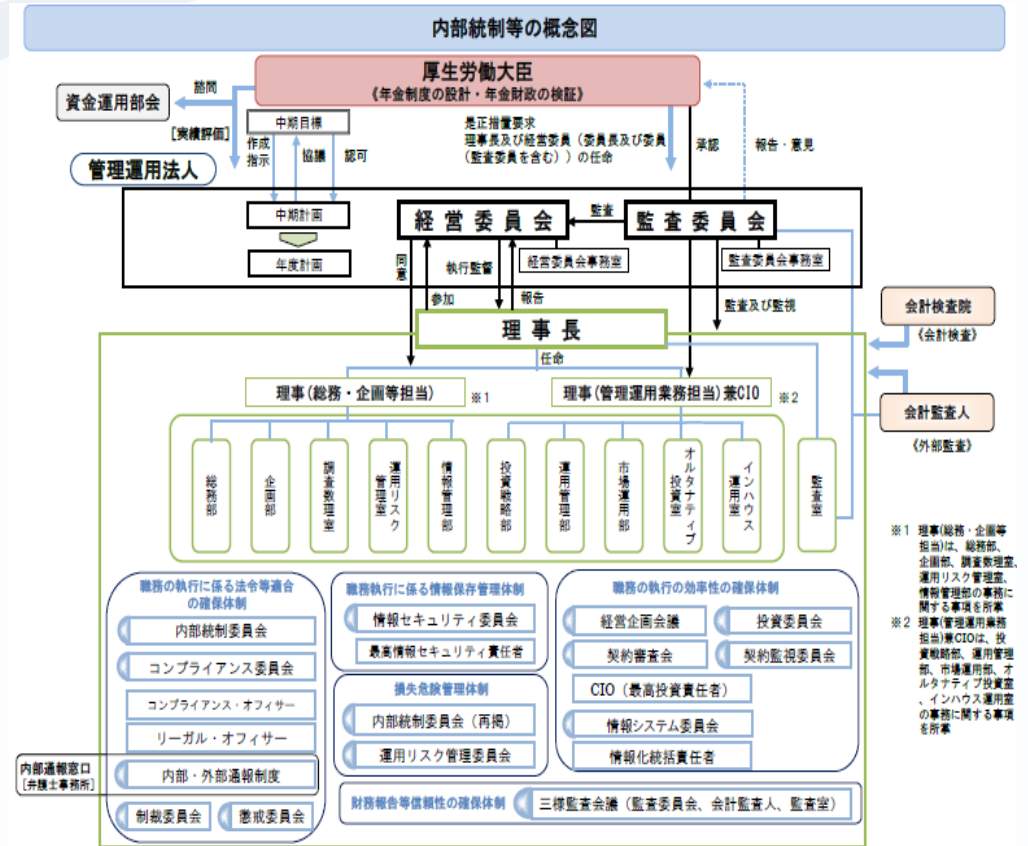 内部統制等の概念図
厚生労働大臣
《年金制度の設計・年金財政の検証》
諮問
資金運用部会
[実績評価]
中期目標
作成
指示
協議
認可
是正措置要求
理事長及び経営委員（委員長及び委員
（監査委員を含む））の任命
承認
報告・意見
管理運用法人
中期計画
年度計画
経営委員会
監査
監査委員会
経営委員会事務室
監査委員会事務室
同意
執行監督
参加
報告
監査及び監視
理事長
任命
会計検査院
《会計検査》
会計監査人
《外部監査》
理事(総務・企画等担当)
※1
理事(管理運用業務担当)兼CIO
※2
総務部
企画部
調査数理室
運用リスク
管理室
情報管理部
投資戦略部
運用管理部
市場運用部
オルタナティブ
投資室
インハウス
運用室
監査室
※1 理事(総務・企画等
担当)は、総務部、
企画部、調査数理室、
運用リスク管理室、
情報管理部の事務に
関する事項を所掌
※2 理事(管理運用業務
担当)兼CIOは、投
資戦略部、運用管理
部、市場運用部、オ
ルタナティブ投資室
、インハウス運用室
の事務に関する事項
を所掌
職務の執行に係る法令等適合
の確保体制
内部統制委員会
コンプライアンス委員会
コンプライアンス・オフィサー
リーガル・オフィサー
内部通報窓口
[弁護士事務所]
内部・外部通報制度
制裁委員会
懲戒委員会
職務執行に係る情報保存管理体制
情報セキュリティ委員会
最高情報セキュリティ責任者
損失危険管理体制
内部統制委員会（再掲）
運用リスク管理委員会
職務の執行の効率性の確保体制
経営企画会議
投資委員会
契約審査会
契約監視委員会
CIO（最高投資責任者）
情報システム委員会
情報化統括責任者
財務報告等信頼性の確保体制
三様監査会議（監査委員会、会計監査人、監査室）